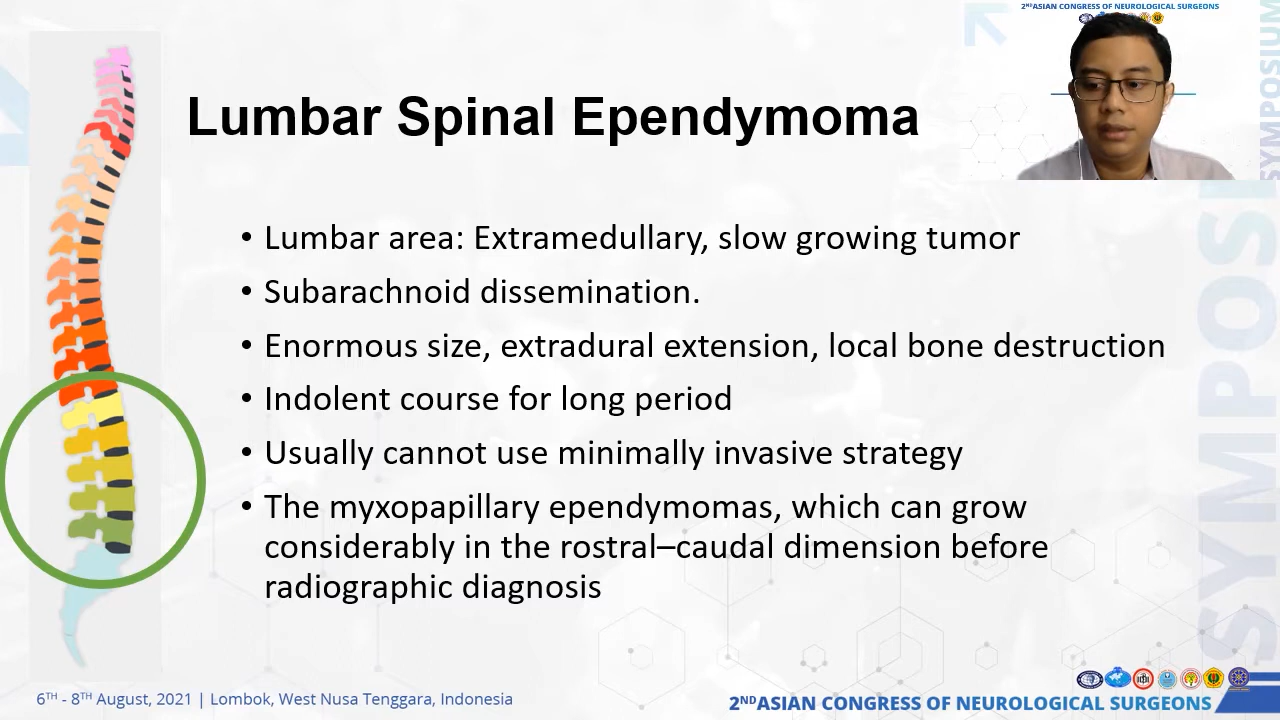 2ND ASIAN CONGRESS OF NEUROLOGICAL SURGEONS
Lumbar Spinal Ependymoma
• Lumbar area: Extramedullary, slow growing tumor
• Subarachnoid dissemination.
• Enormous size, extradural extension, local bone destruction
• Indolent course for long period
• Usually cannot use minimally invasive strategy
• The myxopapillary ependymomas, which can grow
considerably in the rostral–caudal dimension before
radiographic diagnosis
SYMPOSIUM
SYMPOSI
6TH - 8TH August, 2021 | Lombok, West Nusa Tenggara, Indonesia
2ND ASIAN CONGRESS OF NEUROLOGICAL SURGEONS